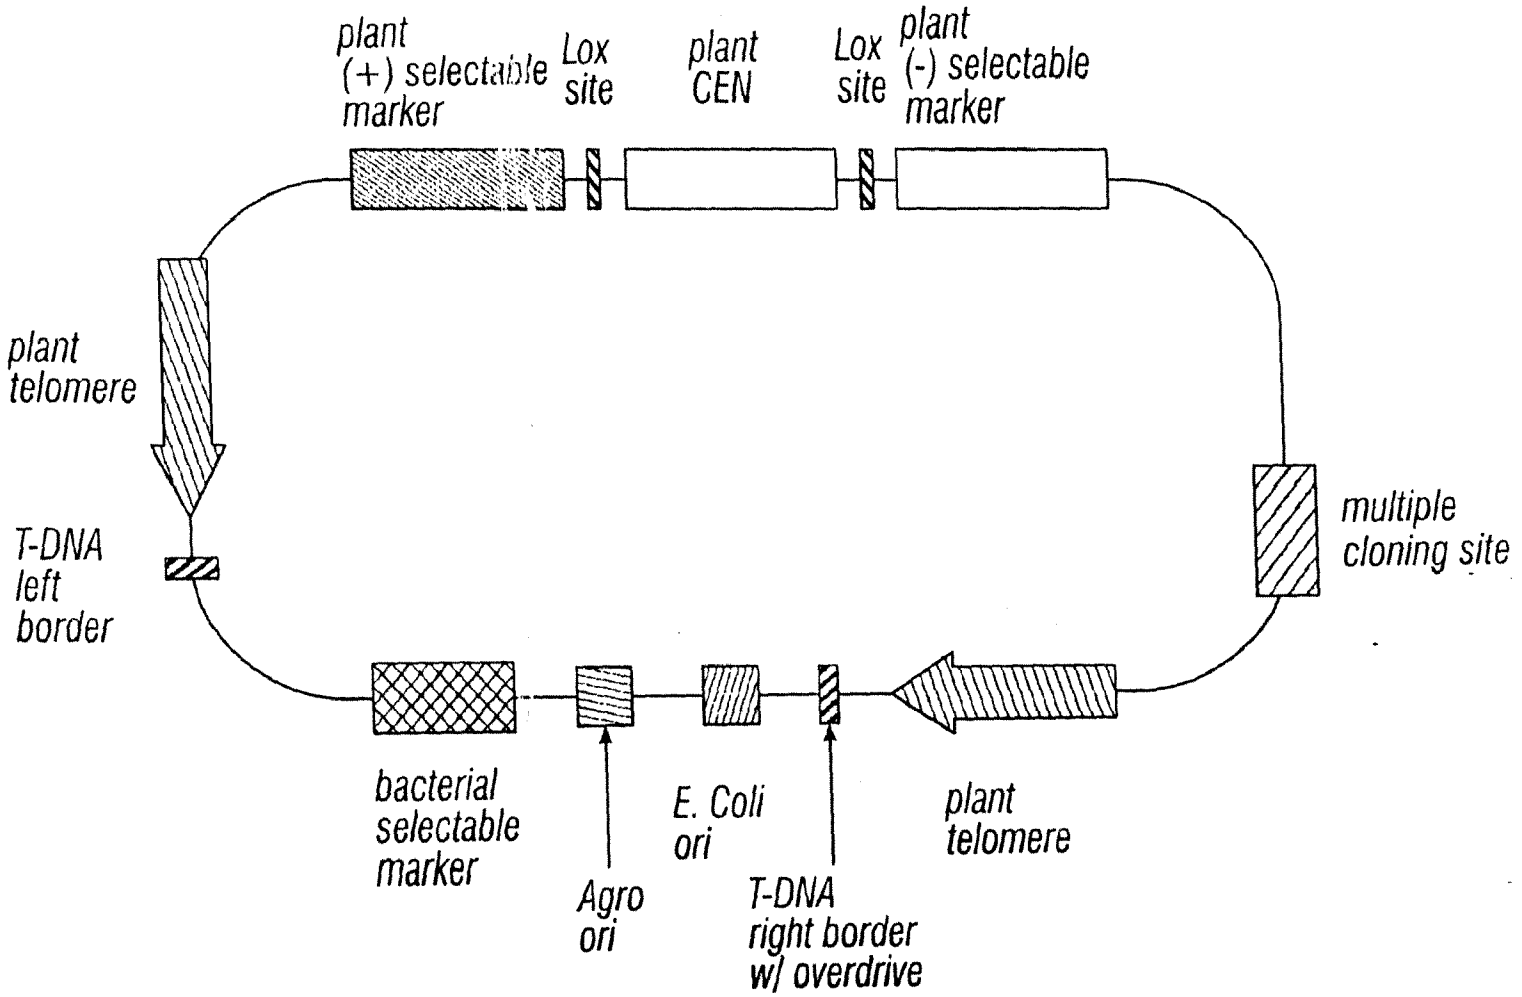 plant
(+) selectable
marker
Lox
site
plant
CEN
Lox
site
plant
(-) selectable
marker
plant
telomere
multiple
cloning site
T-DNA
left
border
bacterial
selectable
marker
Agro
ori
E. Coli
ori
T-DNA
right border
w/ overdrive
plant
telomere